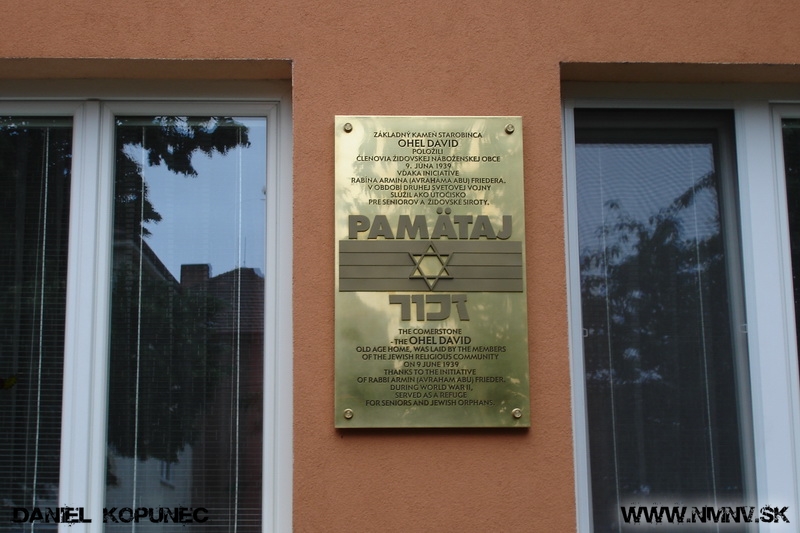 ZÁKLADNÝ KAMEŇ STAROBINCA
OHEL DAVID
POLOŽILI
ČLENOVIA ŽIDOVSKEJ NÁBOŽENSKEJ OBCE
9. JÚNA 1939
VĎAKA INICIATÍVE
RABÍNA ARMINA (AVRAHAMA ABU) FRIEDERA.
V OBDOBÍ DRUHEJ SVETOVEJ VOJNY
SLÚŽIL AKO ÚTOČISKO
PRE SENIOROV A ŽIDOVSKÉ SIROTY.
PAMÄTAJ
זכור
THE CORNERSTONE
-THE OHEL DAVID
OLD AGE HOME, WAS LAID BY THE MEMBERS
OF THE JEWISH RELIGIOUS COMMUNITY
ON 9 JUNE 1939
THANKS TO THE INITIATIVE
OF RABBI ARMIN (AVRAHAM ABU) FRIEDER.
DURING WORLD WAR II,
SERVED AS A REFUGE
FOR SENIORS AND JEWISH ORPHANS.
DANIEL KOPUNEC
WWW.NMNV.SK